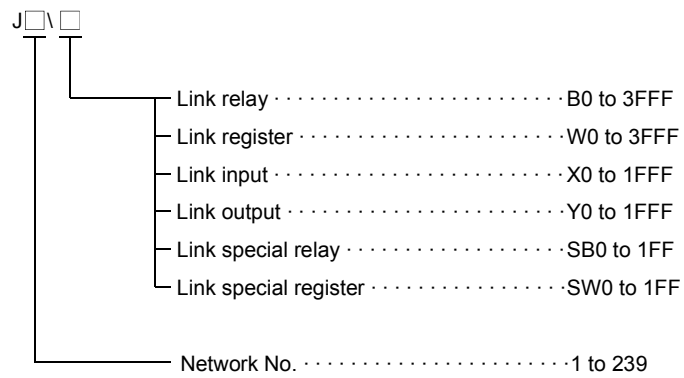 J□\ □
Link relay ························· B0 to 3FFF
Link register ······················· W0 to 3FFF
Link input ························· X0 to 1FFF
Link output ························ Y0 to 1FFF
Link special relay ··················· SB0 to 1FF
Link special register ················· SW0 to 1FF
Network No. ······················· 1 to 239